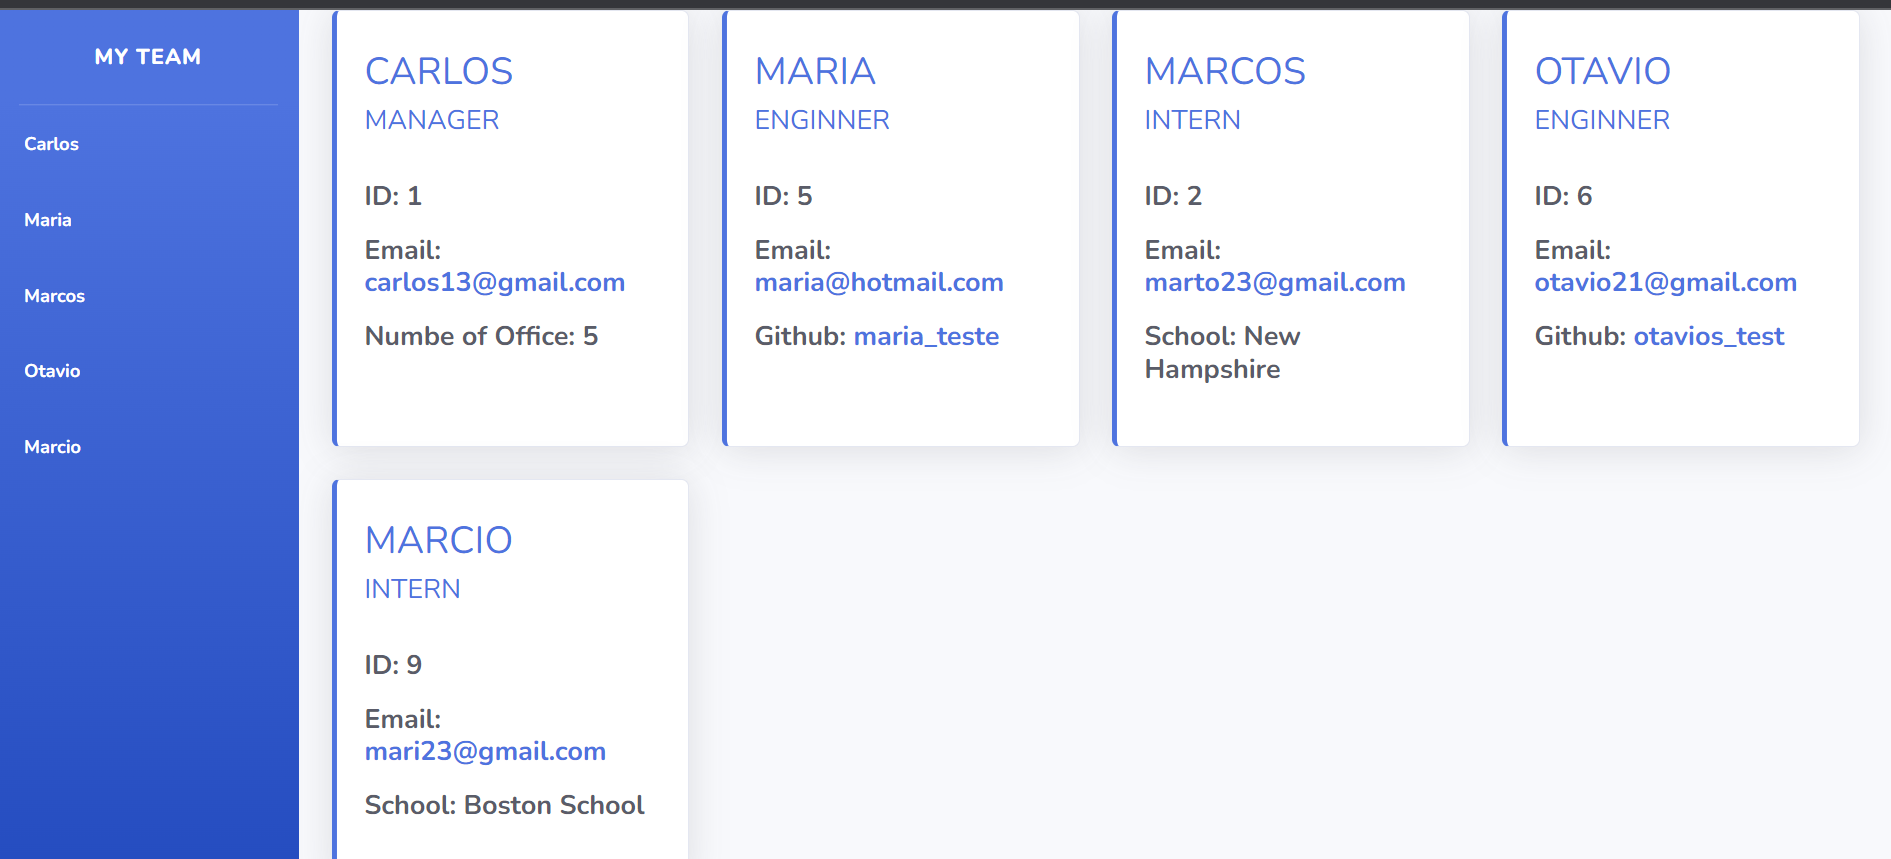 MY TEAM
Carlos
Maria
Marcos
Otavio
Marcio
CARLOS
MANAGER
ID: 1
Email:
carlos13@gmail.com
Numbe of Office: 5
MARIA
ENGINNER
ID: 5
Email:
maria@hotmail.com
Github: maria_teste
MARCOS
INTERN
ID: 2
Email:
marto23@gmail.com
School: New
Hampshire
OTAVIO
ENGINNER
ID: 6
Email:
otavio21@gmail.com
Github: otavios_test
MARCIO
INTERN
ID: 9
Email:
mari23@gmail.com
School: Boston School